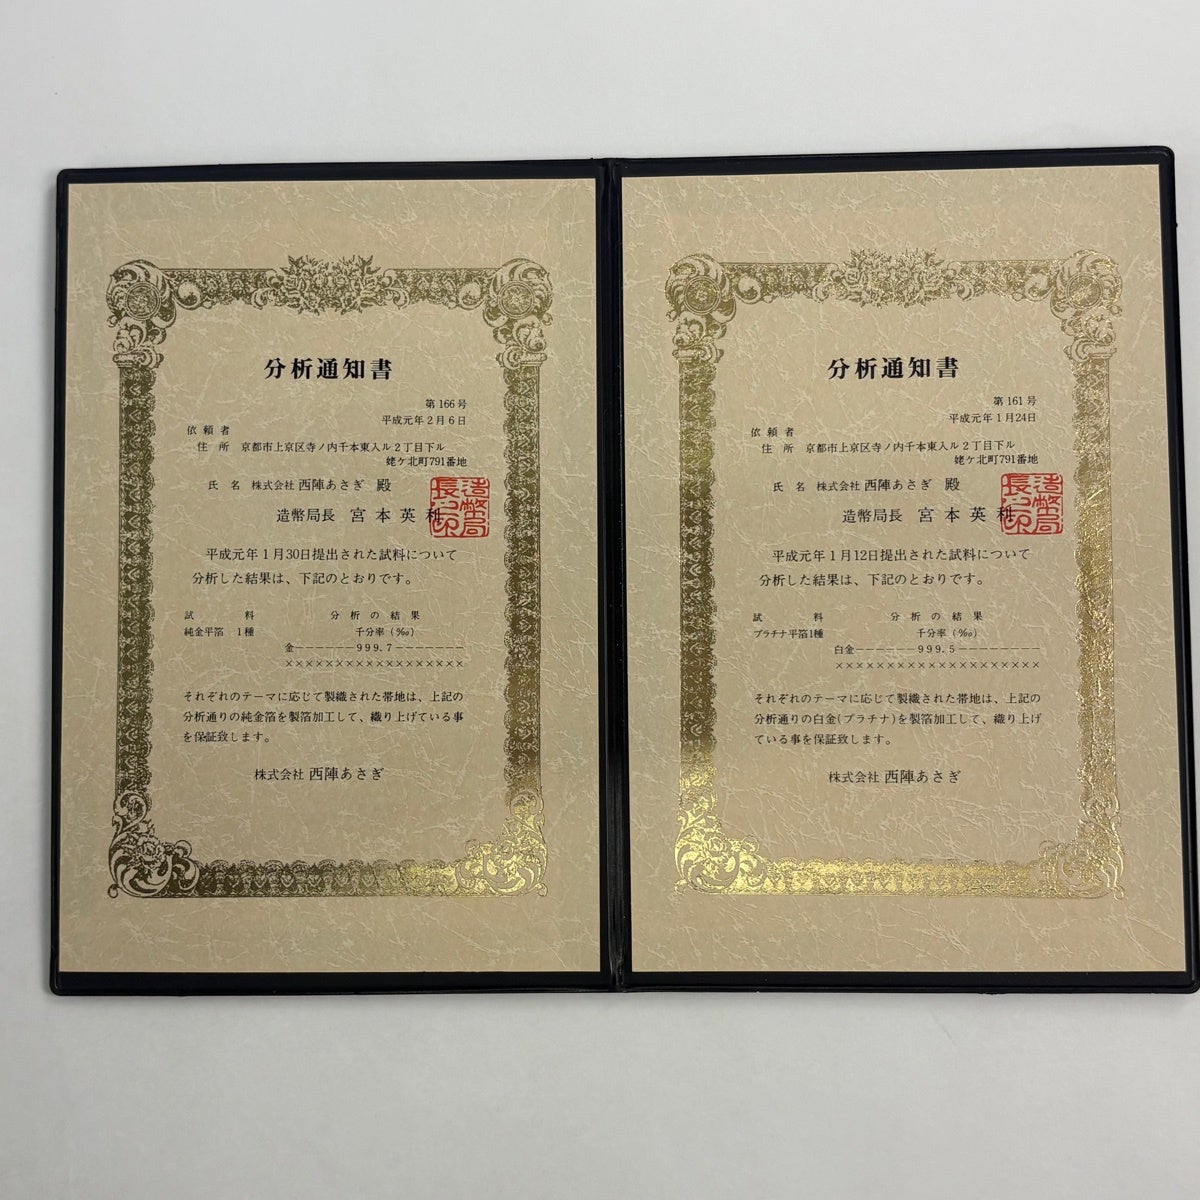 分析通知書
第166号
平成元年2月6日
依頼者
住所 京都市上京区寺ノ内千本東入ル2丁目下ル
姥ケ北町791番地
氏名 株式会社 西陣あさぎ 殿
造幣局長 宮本英利
造幣局長之印
平成元年1月30日提出された試料について
分析した結果は、下記のとおりです。
試料 分析の結果
純金平箔 1種 千分率(‰)
金------999.7-------
×××××××××××××××××
それぞれのテーマに応じて製織された帯地は、上記の
分析通りの純金箔を製箔加工して、織り上げている事
を保証致します。
株式会社 西陣あさぎ
分析通知書
第161号
平成元年1月24日
依頼者
住所 京都市上京区寺ノ内千本東入ル2丁目下ル
姥ケ北町791番地
氏名 株式会社 西陣あさぎ 殿
造幣局長 宮本英利
造幣局長之印
平成元年1月12日提出された試料について
分析した結果は、下記のとおりです。
試料 分析の結果
プラチナ平箔1種 千分率(‰)
白金------999.5---------
×××××××××××××××××××
それぞれのテーマに応じて製織された帯地は、上記の
分析通りの白金(プラチナ)を製箔加工して、織り上げ
ている事を保証致します。
株式会社 西陣あさぎ